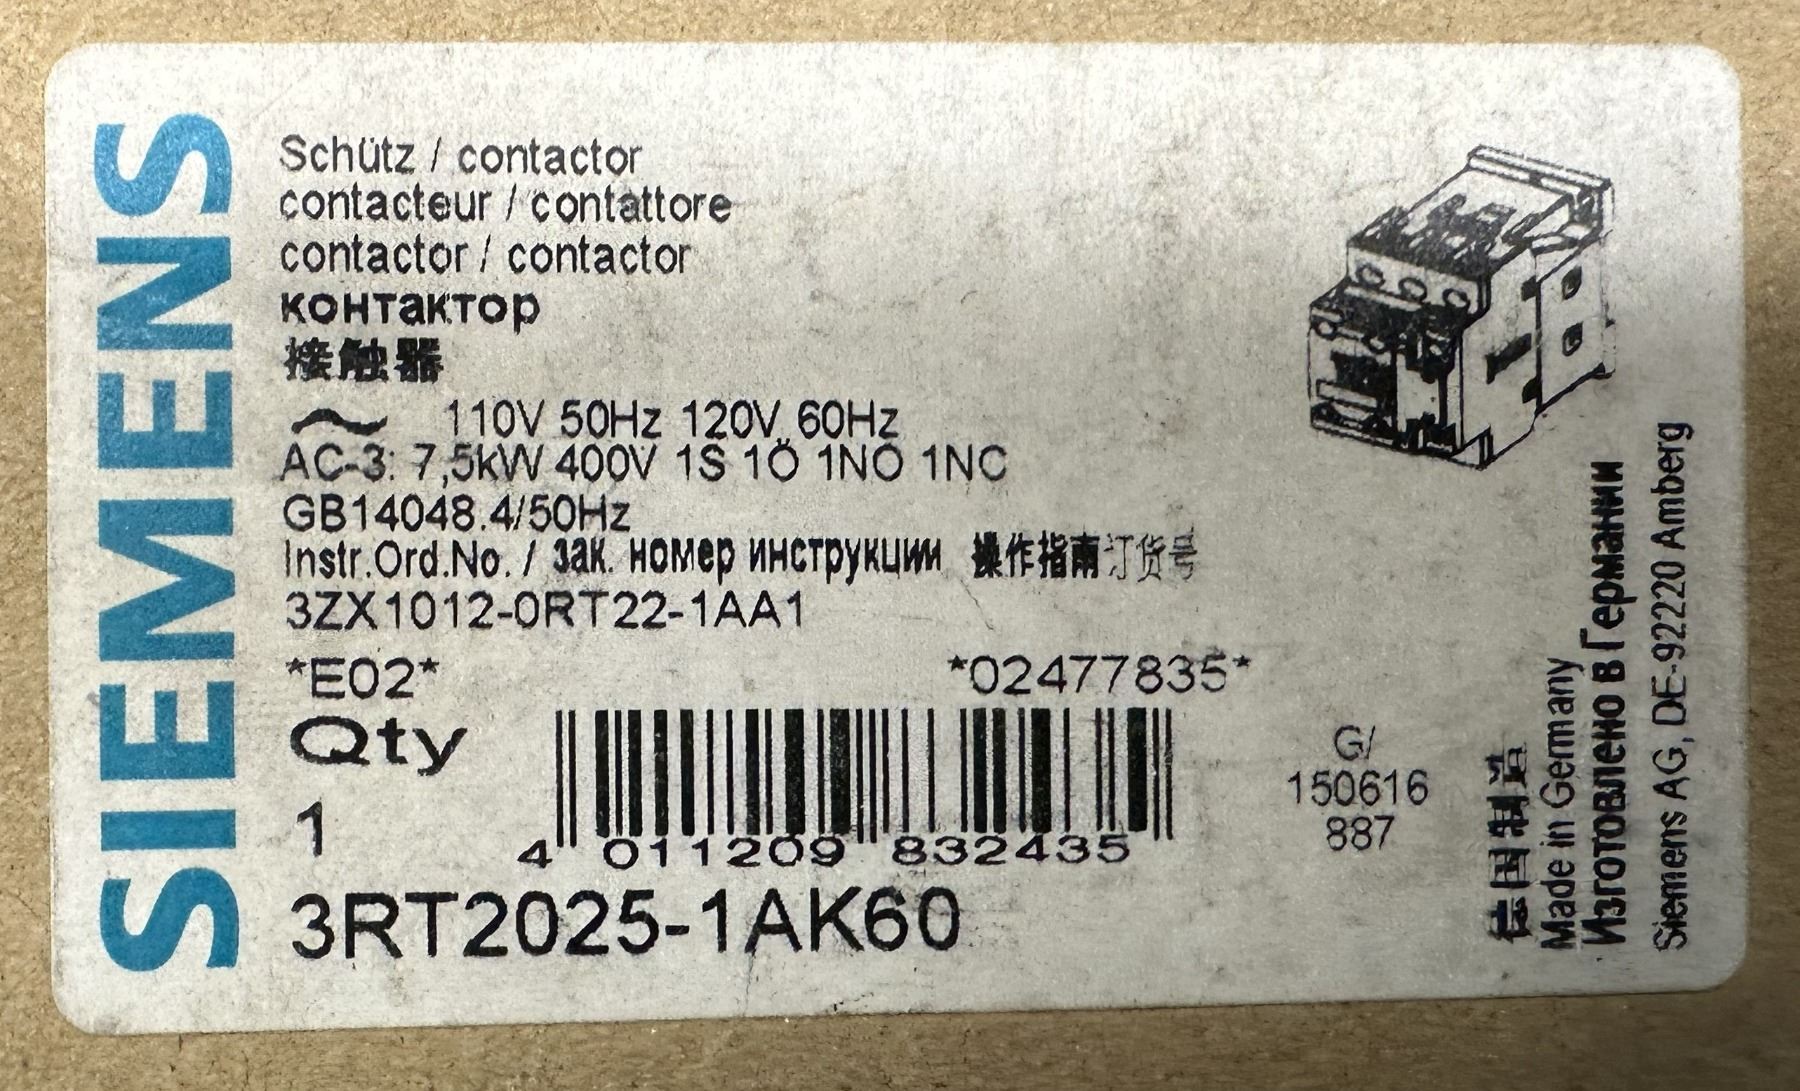 SIEMENS
Schütz / contactor
contacteur / contattore
contactor / contactor
контактор
接触器
~ 110V 50Hz 120V 60Hz
AC-3: 7,5kW 400V 1S 1Ö 1NO 1NC
GB14048.4/50Hz
Instr.Ord.No. / зак. номер инструкции 操作指南订货号
3ZX1012-0RT22-1AA1
*E02* *02477835*
Qty
1
4 011209 832435
3RT2025-1AK60
G/
150616
887
德国制造
Made in Germany
Изготовлено в Германии
Siemens AG, DE-92220 Amberg